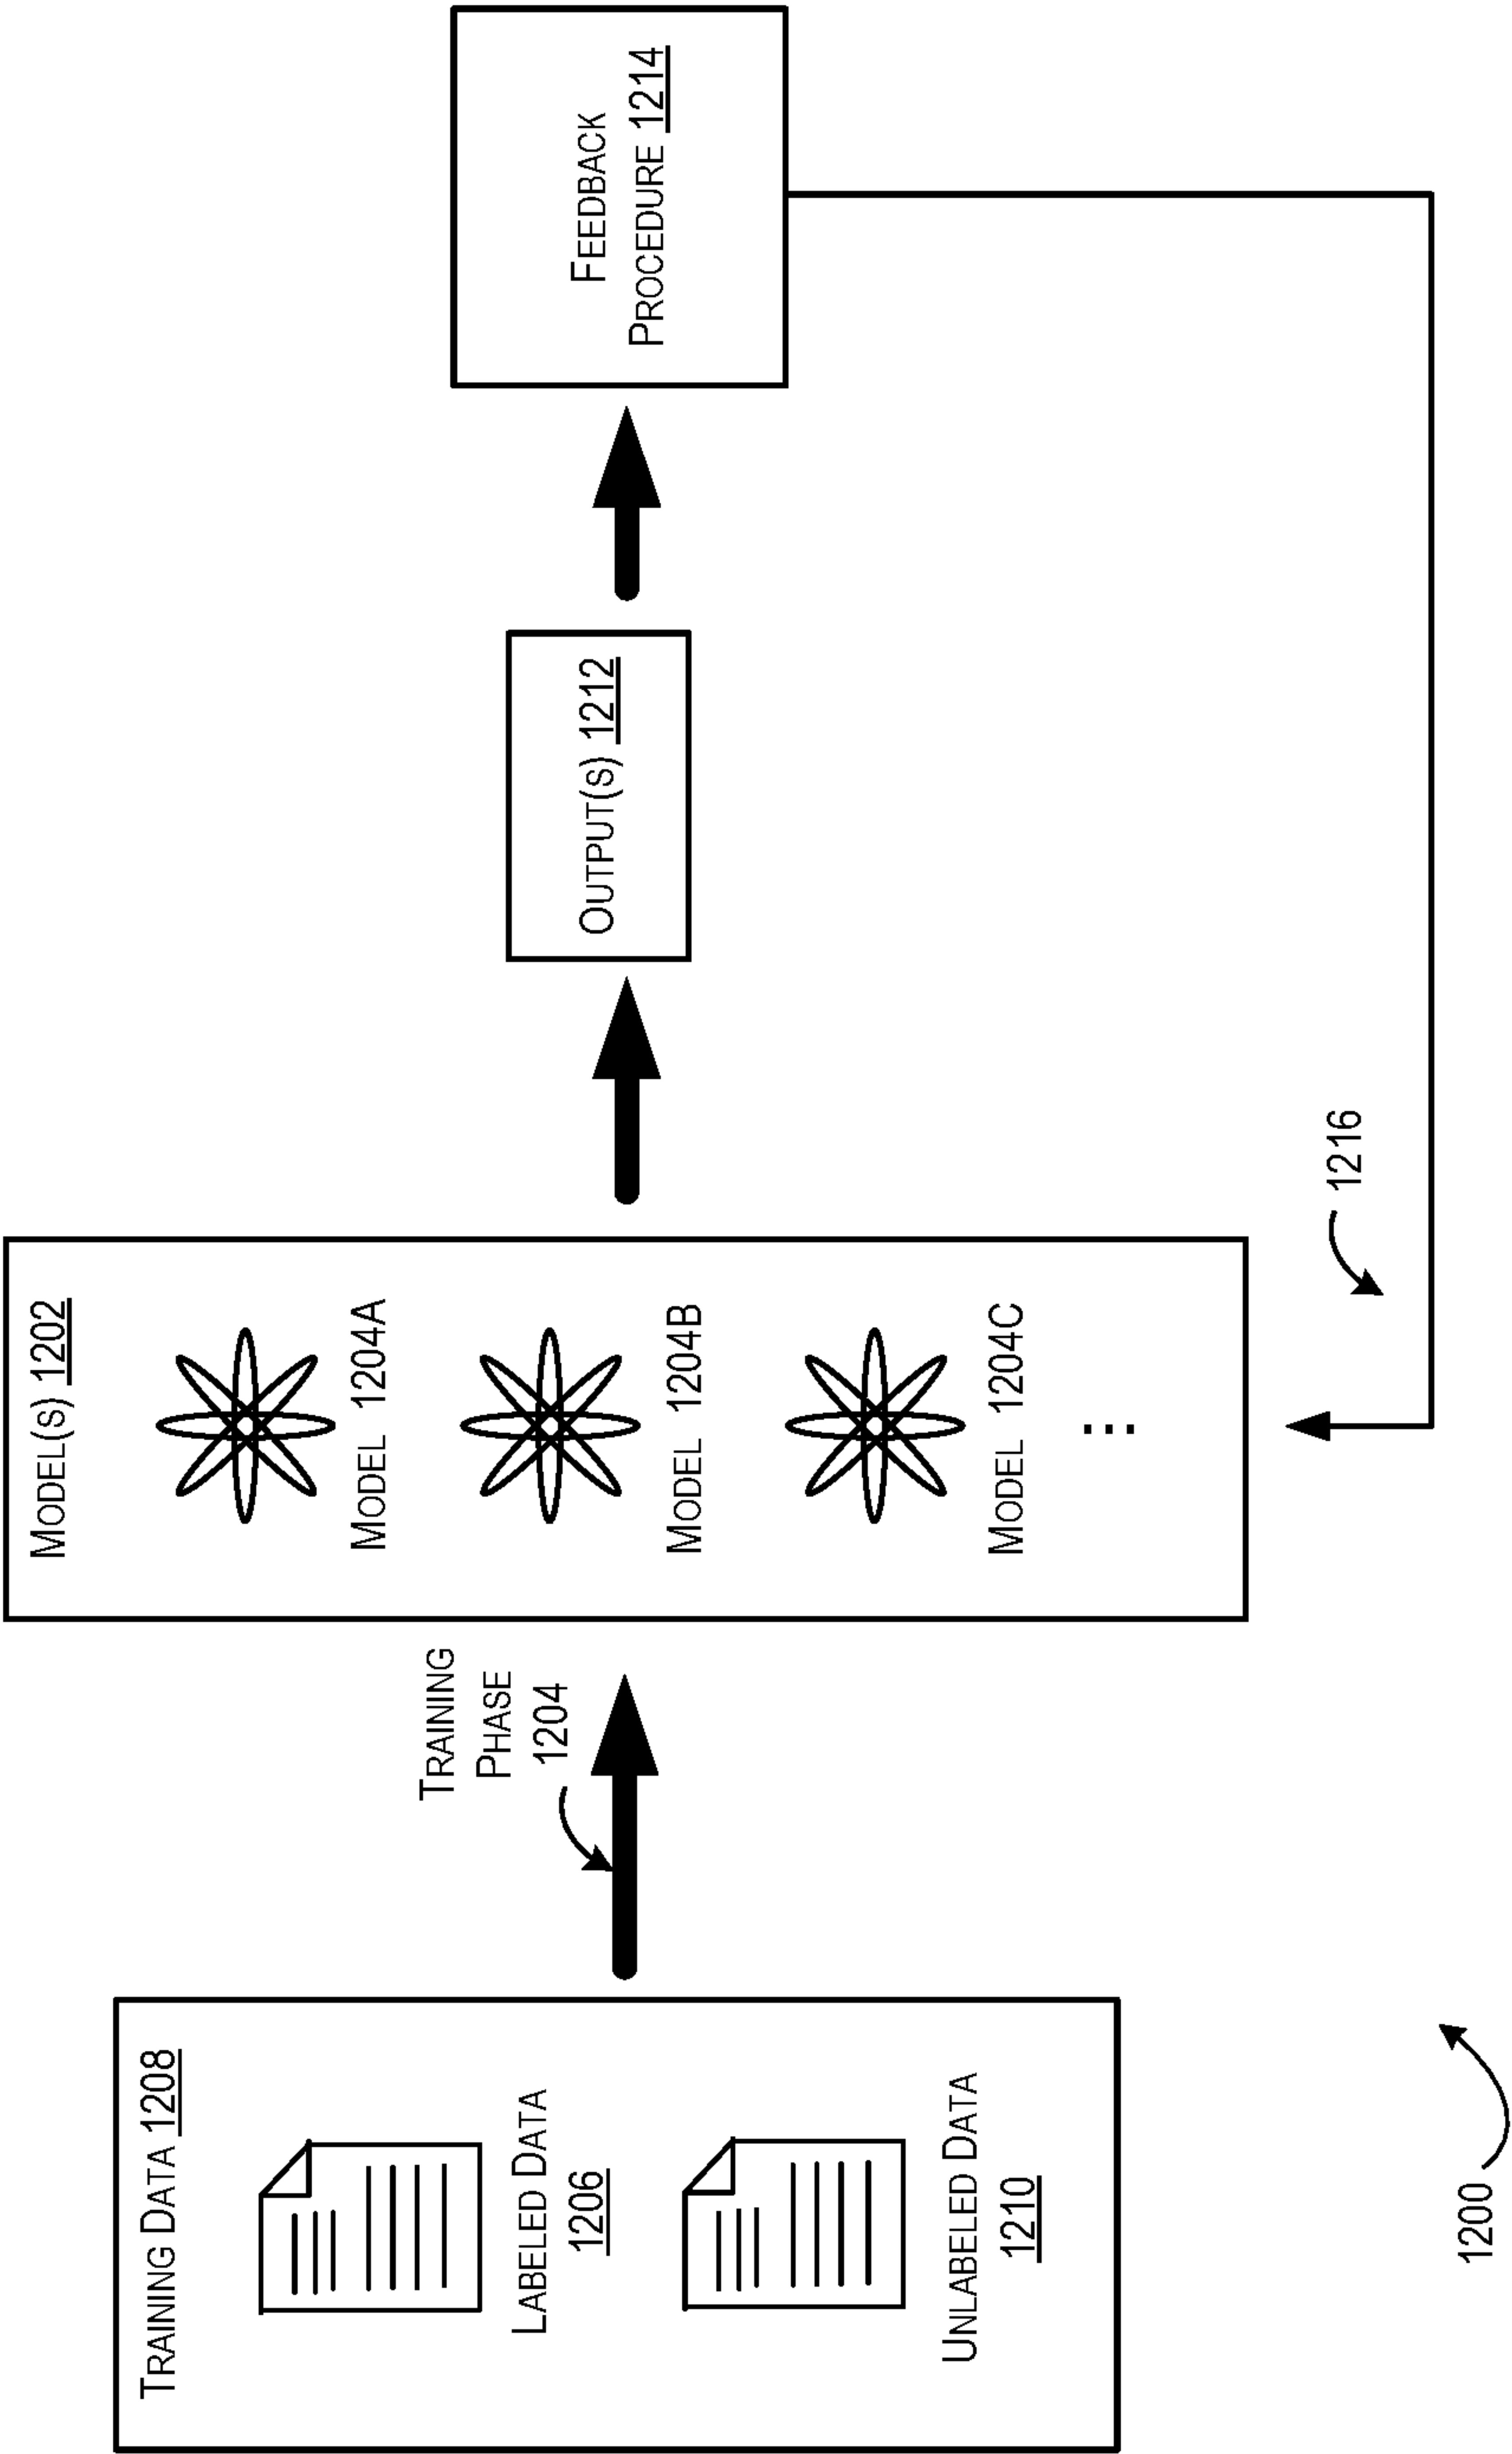 TRAINING DATA 1208
LABELED DATA
1206
UNLABELED DATA
1210
TRAINING
PHASE
1204
MODEL(S) 1202
MODEL 1204A
MODEL 1204B
MODEL 1204C
OUTPUT(S) 1212
FEEDBACK
PROCEDURE 1214
1216
1200